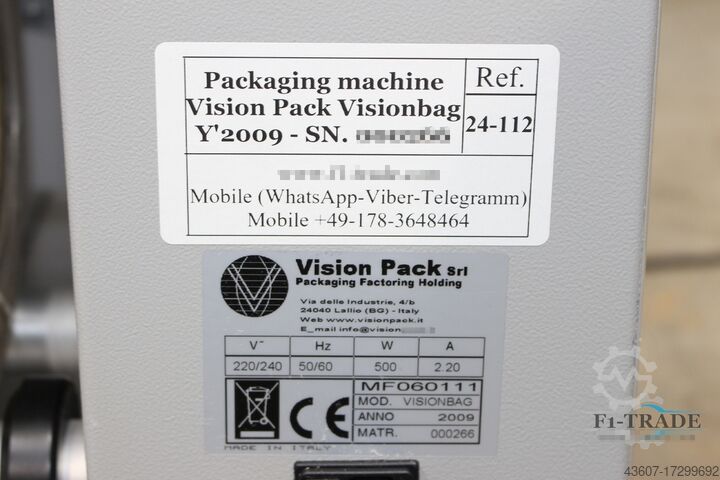 Packaging machine
Vision Pack Visionbag
Y'2009 - SN.
Ref.
24-112
Mobile (WhatsApp-Viber-Telegramm)
Mobile +49-178-3648464
Vision Pack Srl
Packaging Factoring Holding
Via delle Industrie, 4/b
24040 Lallio (BG) - Italy
Web www.visionpack.it
E_mail info@vision
V~ Hz W A
220/240 50/60 500 2.20
MF060111
MOD. VISIONBAG
ANNO 2009
MATR. 000266
CE
MADE IN ITALY
F1-TRADE
43607-17299692